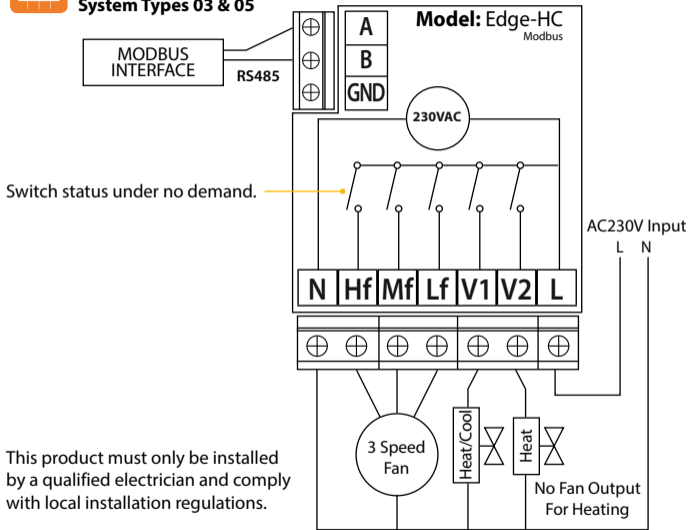 System Types 03 & 05
Model: Edge-HC
Modbus
A
B
GND
MODBUS
INTERFACE
RS485
230VAC
Switch status under no demand.
AC230V Input
L N
N Hf Mf Lf V1 V2 L
3 Speed
Fan
Heat/Cool
Heat
No Fan Output
For Heating
This product must only be installed
by a qualified electrician and comply
with local installation regulations.